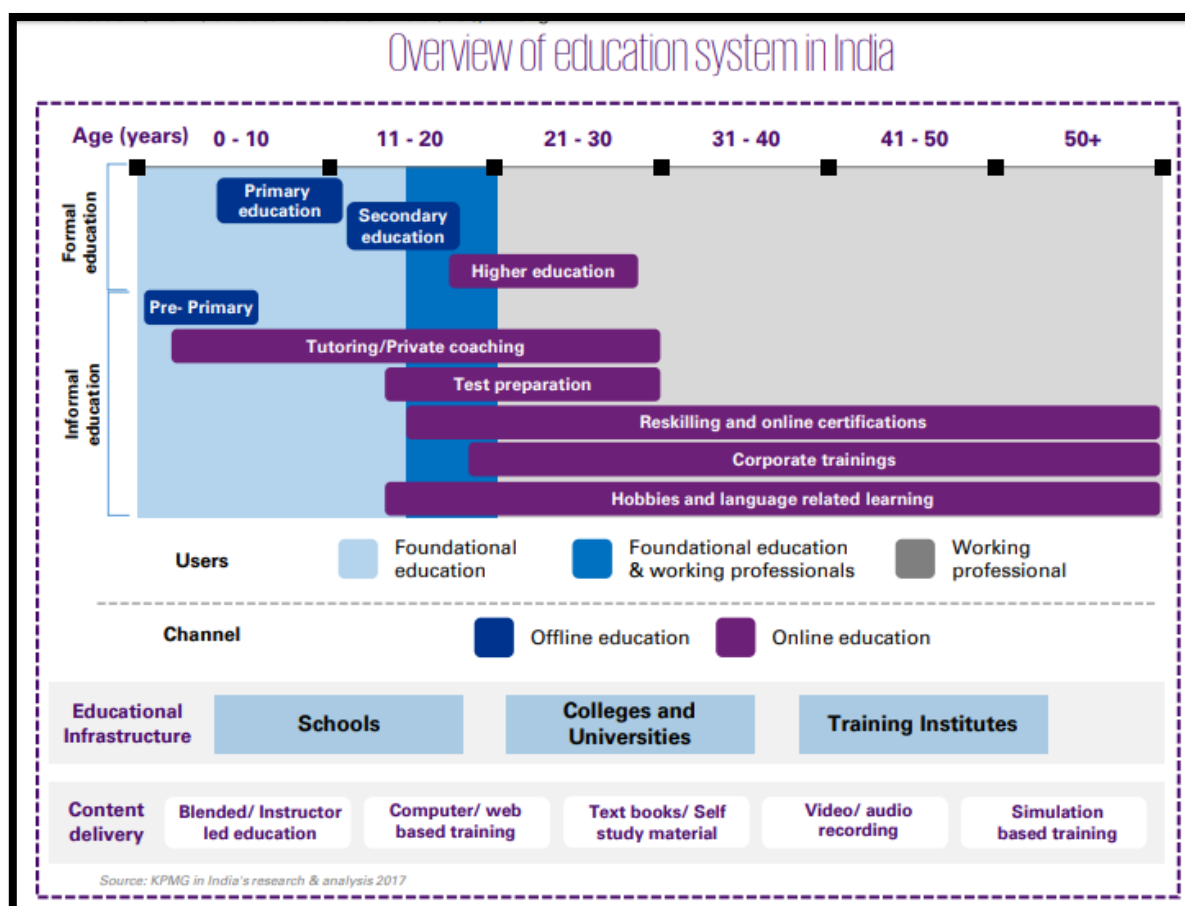 Overview of education system in India
Age (years) 0 - 10 11 - 20 21 - 30 31 - 40 41 - 50 50+
Formal
education
Primary
education
Secondary
education
Higher education
Informal
education
Pre- Primary
Tutoring/Private coaching
Test preparation
Reskilling and online certifications
Corporate trainings
Hobbies and language related learning
Users
Foundational
education
Foundational education
& working professionals
Working
professional
Channel
Offline education
Online education
Educational
Infrastructure
Schools
Colleges and
Universities
Training Institutes
Content
delivery
Blended/ Instructor
led education
Computer/ web
based training
Text books/ Self
study material
Video/ audio
recording
Simulation
based training
Source: KPMG in India's research & analysis 2017